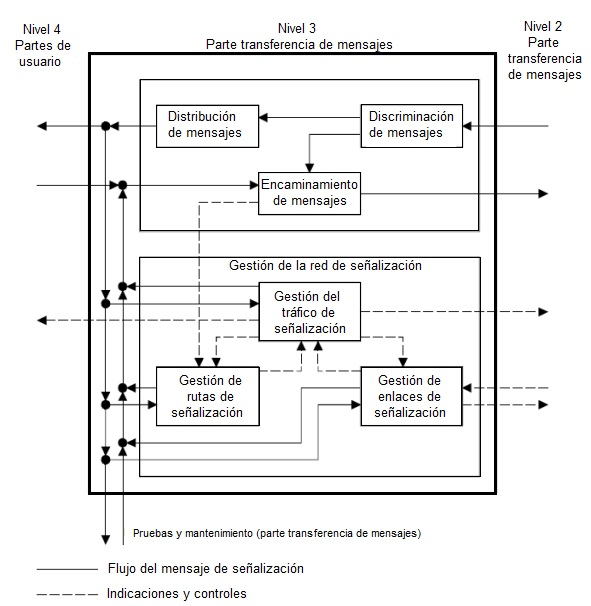 Nivel 4
Partes de
usuario
Nivel 3
Parte transferencia de mensajes
Nivel 2
Parte
transferencia
de mensajes
Distribución
de mensajes
Discriminación
de mensajes
Encaminamiento
de mensajes
Gestión de la red de señalización
Gestión del
tráfico de
señalización
Gestión de
rutas de
señalización
Gestión de
enlaces de
señalización
Pruebas y mantenimiento (parte transferencia de mensajes)
Flujo del mensaje de señalización
Indicaciones y controles